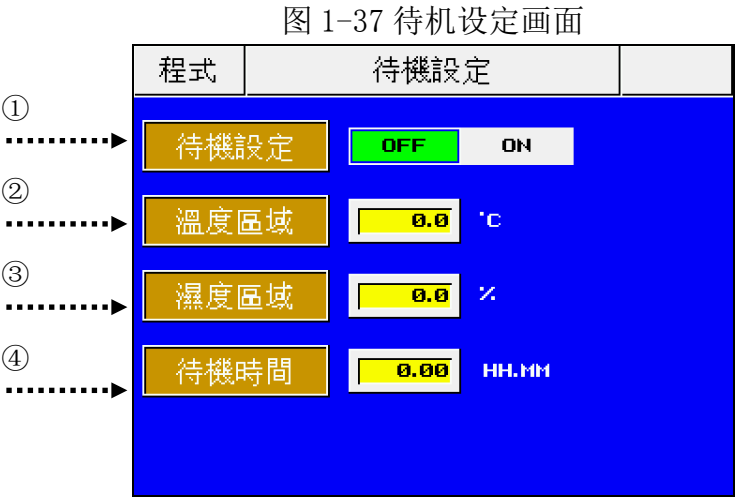 图 1-37 待机设定画面
程式 待機設定
①
待機設定 OFF ON
②
溫度區域 0.0 °C
③
濕度區域 0.0 %
④
待機時間 0.00 HH.MM